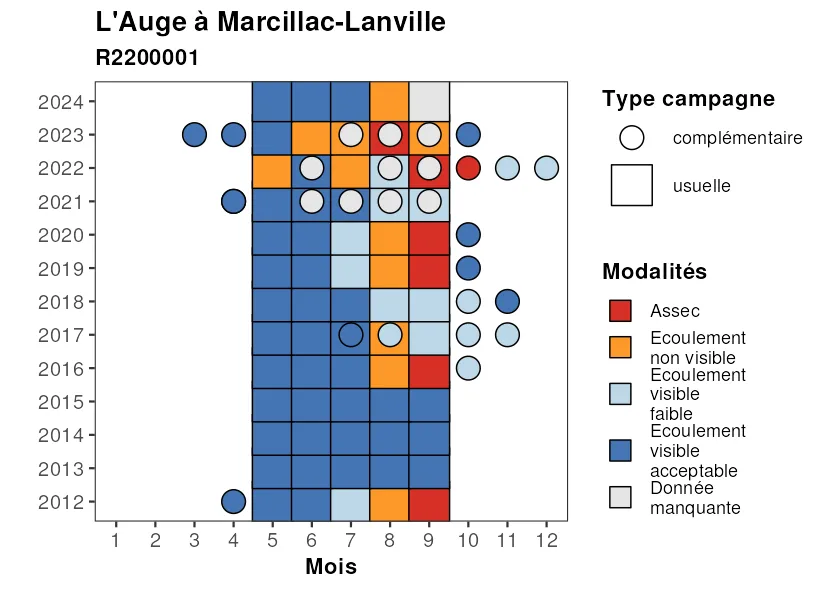 L'Auge à Marcillac-Lanville
R2200001
2024
2023
2022
2021
2020
2019
2018
2017
2016
2015
2014
2013
2012
1 2 3 4 5 6 7 8 9 10 11 12
Mois
Type campagne
complémentaire
usuelle
Modalités
Assec
Ecoulement
non visible
Ecoulement
visible
faible
Ecoulement
visible
acceptable
Donnée
manquante